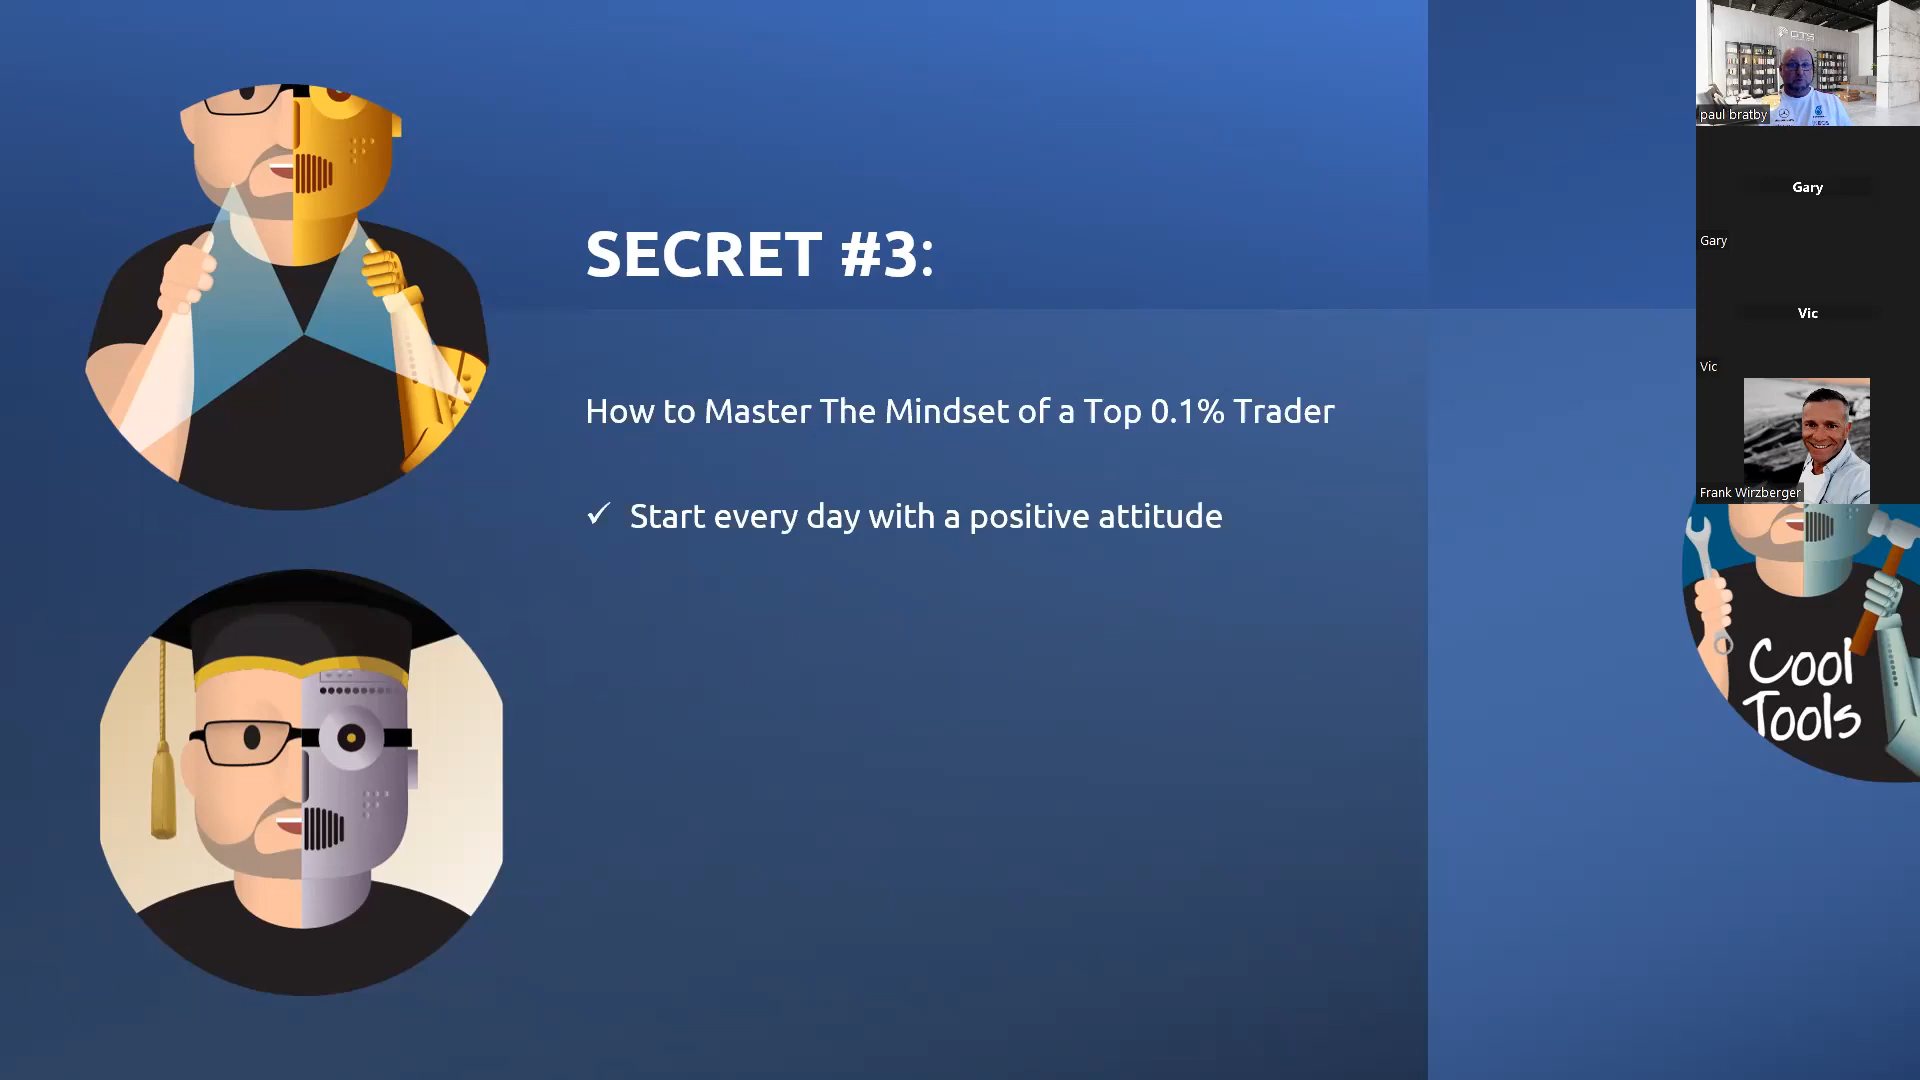 SECRET #3:
How to Master The Mindset of a Top 0.1% Trader
✓ Start every day with a positive attitude
GTS
paul bratby
Gary
Gary
Vic
Vic
Frank Wirzberger
Cool
Tools